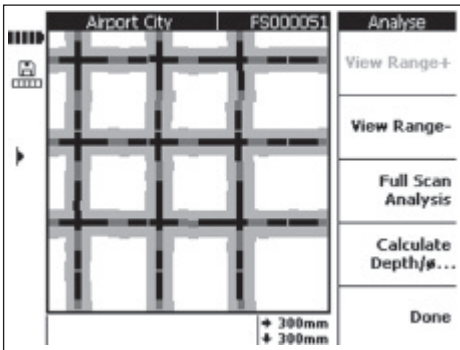 Airport City
FS000051
Analyse
View Range+
View Range-
Full Scan
Analysis
Calculate
Depth/ø...
Done
→ 300mm
↓ 300mm